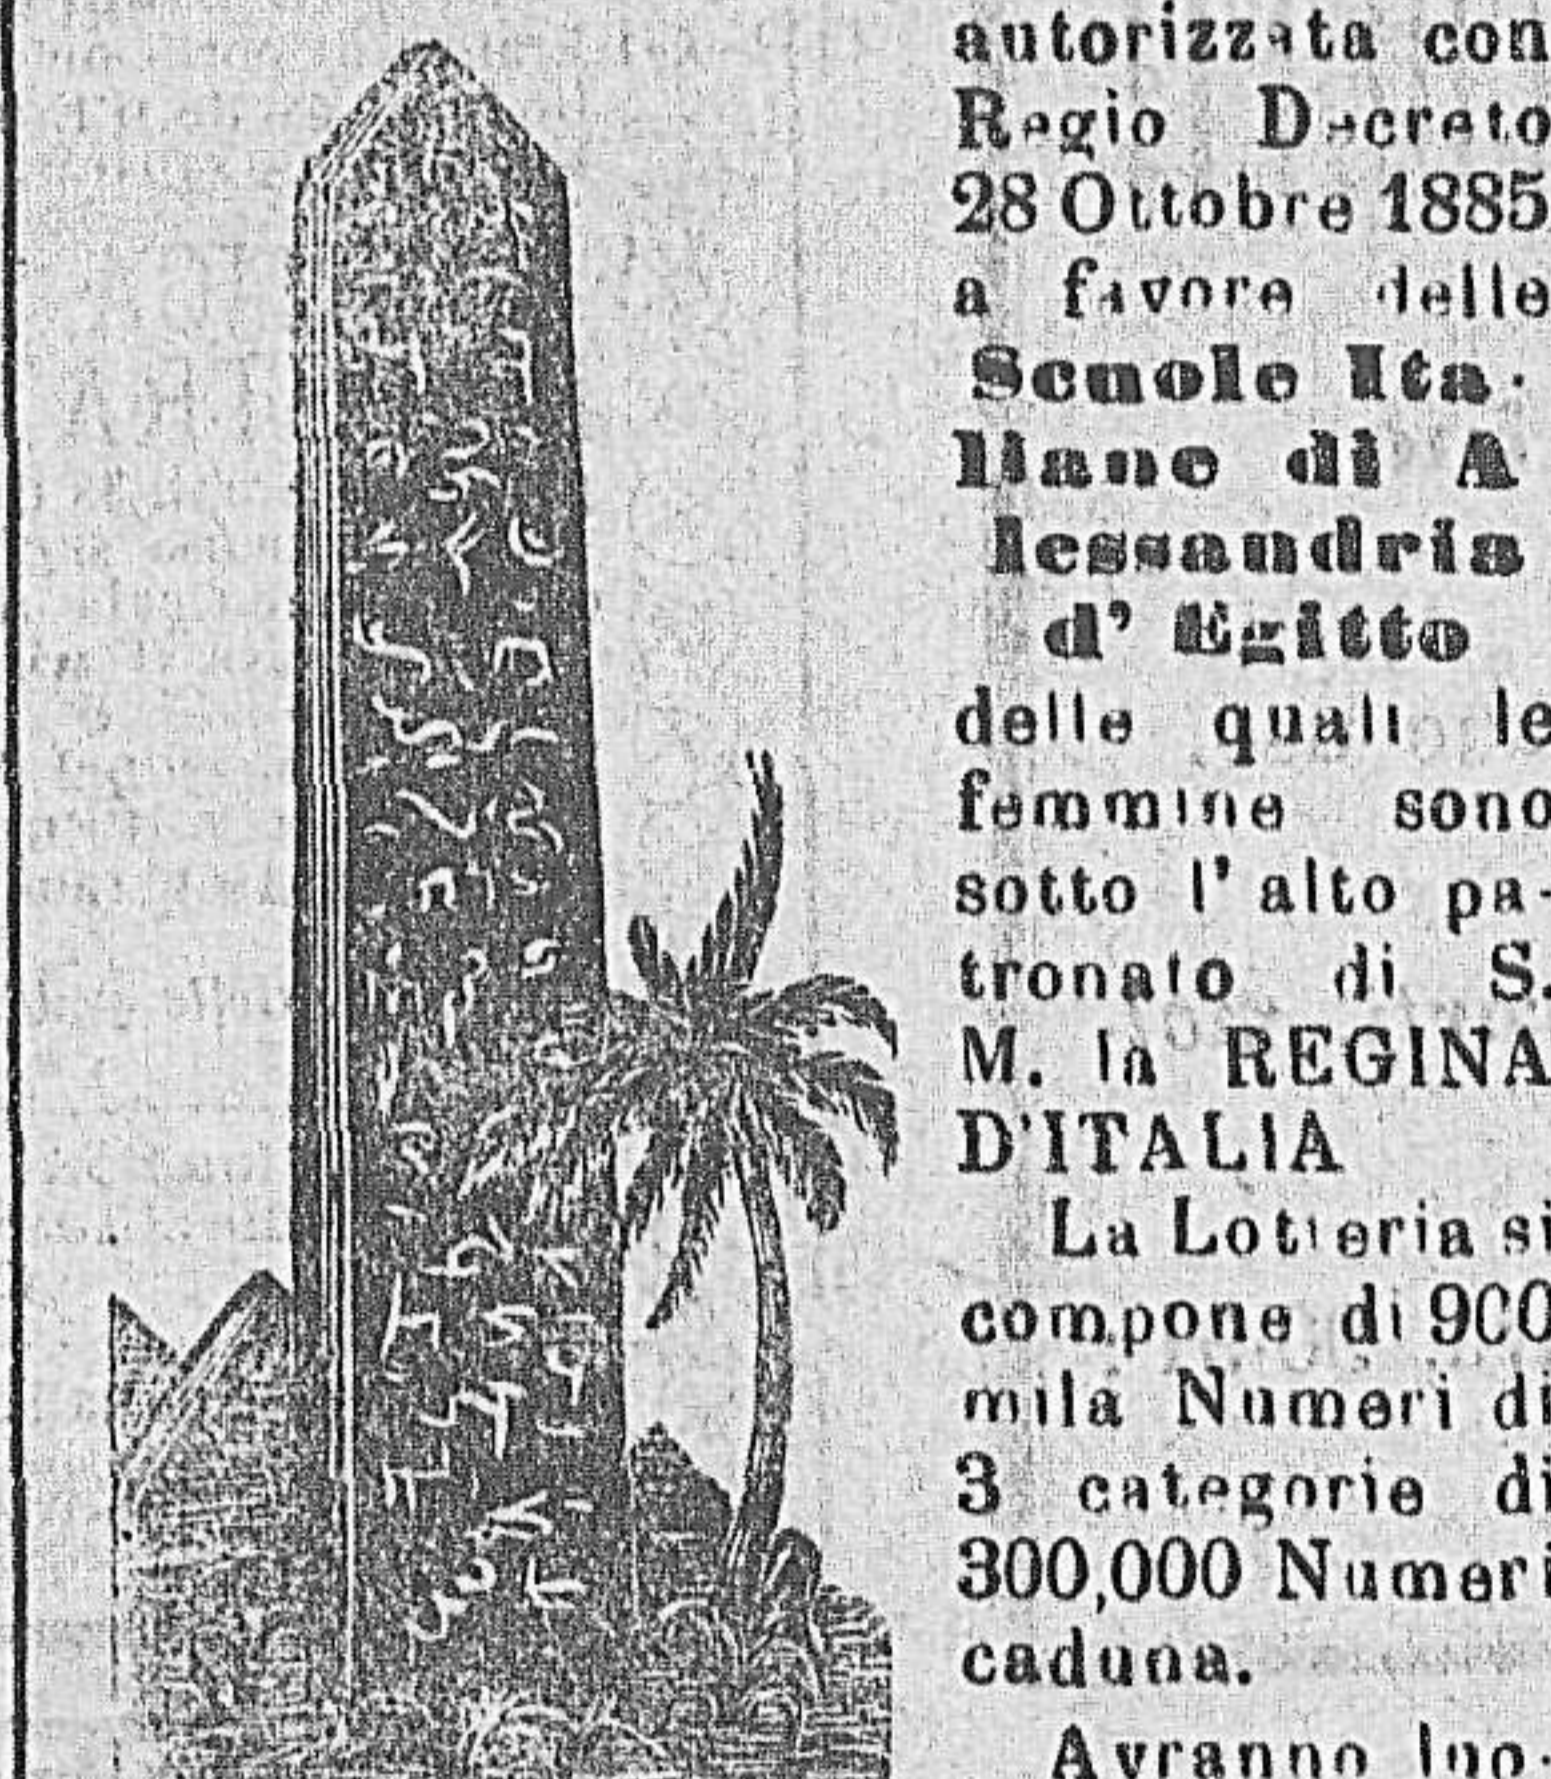 autorizzata con
Regio Decreto
28 Ottobre 1885
a favore delle
Scuole Ita-
liane di A
lessandria
d' Egitto
delle quali le
femmine sono
sotto l' alto pa-
tronato di S.
M. la REGINA
D'ITALIA
La Lotteria si
compone di 900
mila Numeri di
3 categorie di
300,000 Numeri
caduna.
Avranno luo-